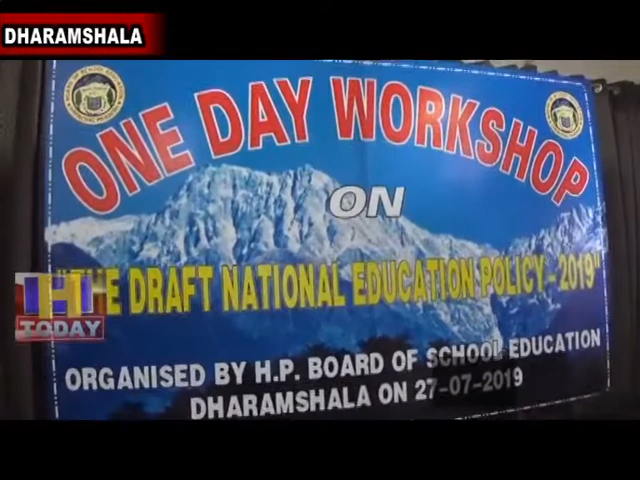 DHARAMSHALA
ONE DAY WORKSHOP
ON
"THE DRAFT NATIONAL EDUCATION POLICY - 2019"
TODAY
ORGANISED BY H.P. BOARD OF SCHOOL EDUCATION
DHARAMSHALA ON 27-07-2019